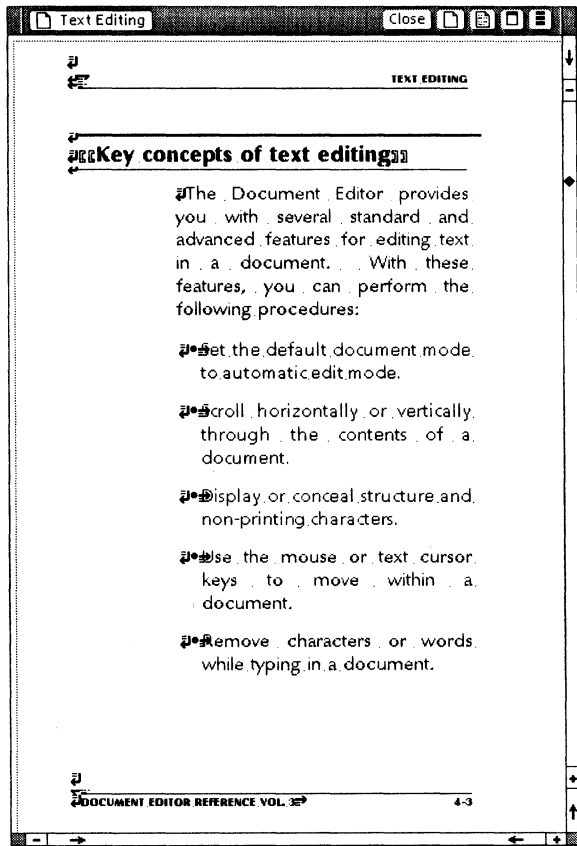 Text Editing Close
TEXT EDITING
Key concepts of text editing
The Document Editor provides
you with several standard and
advanced features for editing text
in a document. With these
features, you can perform the
following procedures:
• Set the default document mode
to automatic edit mode.
• Scroll horizontally or vertically
through the contents of a
document.
• Display or conceal structure and
non-printing characters.
• Use the mouse or text cursor
keys to move within a
document.
• Remove characters or words
while typing in a document.
DOCUMENT EDITOR REFERENCE VOL. 3 4-3